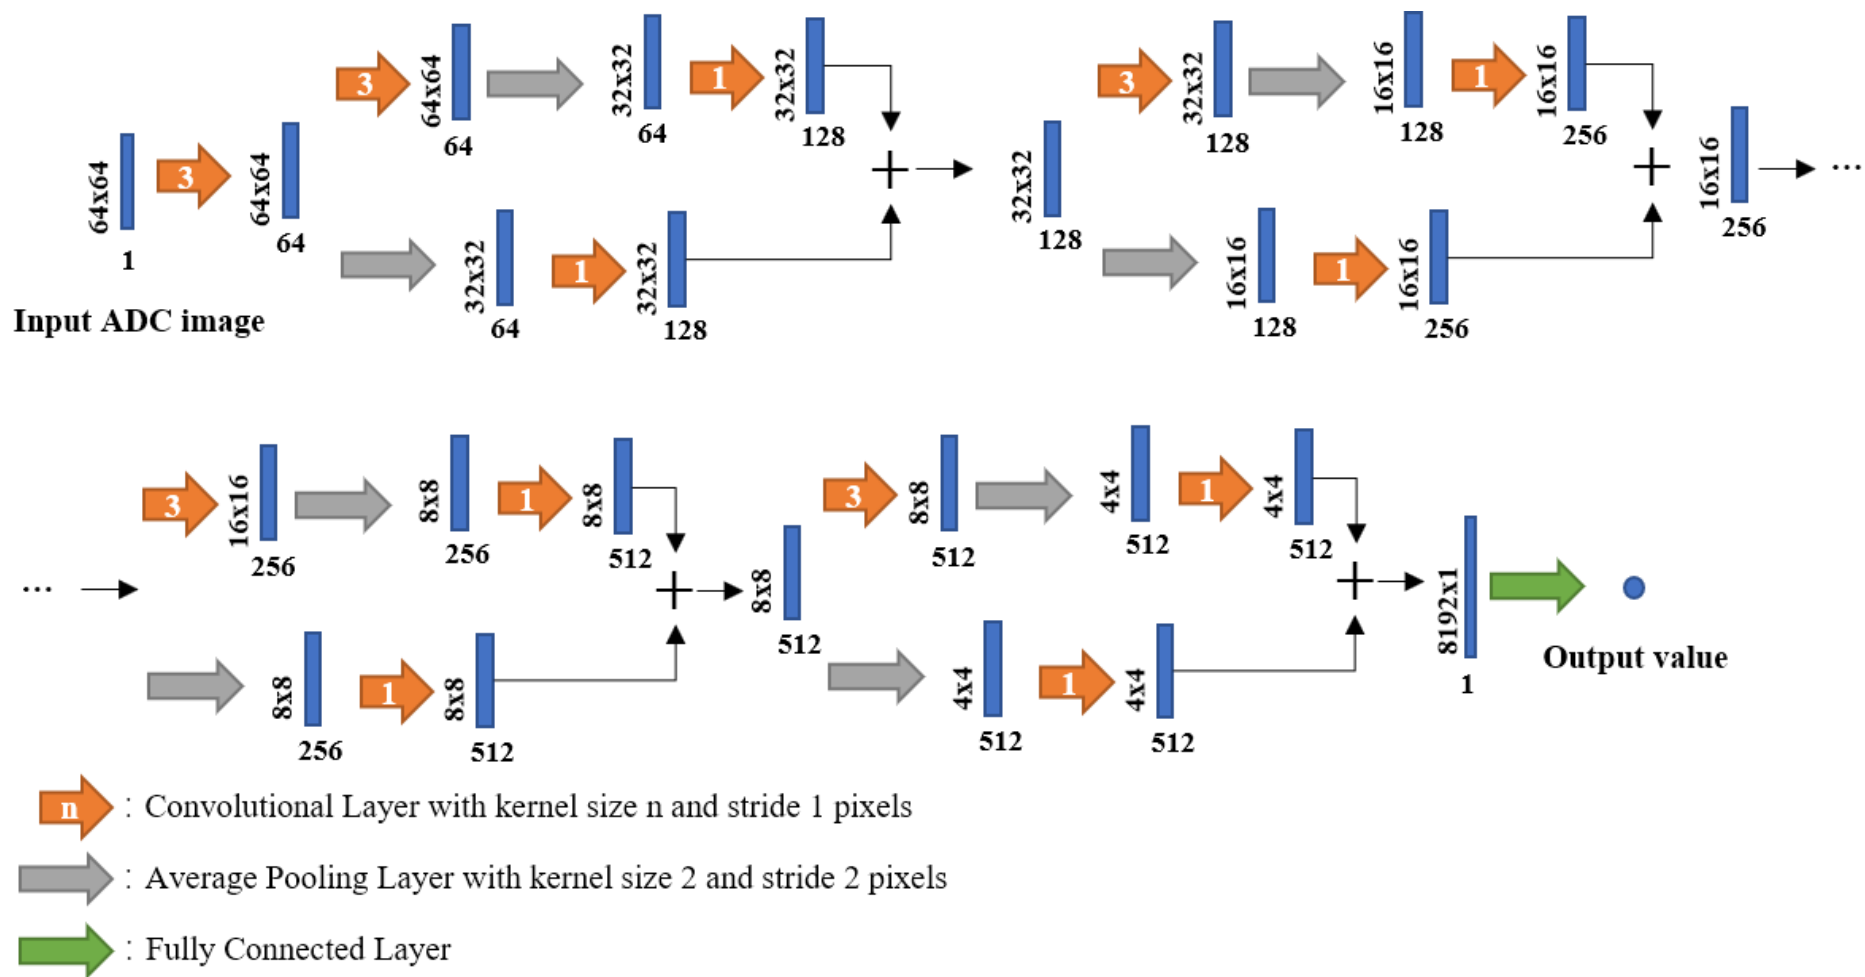 3
64x64
64
32x32
64
1
32x32
128
64x64
1
3
64x64
64
32x32
64
1
32x32
128
+
32x32
128
3
32x32
128
16x16
128
1
16x16
256
16x16
128
1
16x16
256
+
16x16
256
...
Input ADC image
...
3
16x16
256
8x8
256
1
8x8
512
8x8
256
1
8x8
512
+
8x8
512
3
8x8
512
4x4
512
1
4x4
512
4x4
512
1
4x4
512
+
8192x1
1
Output value
n : Convolutional Layer with kernel size n and stride 1 pixels
: Average Pooling Layer with kernel size 2 and stride 2 pixels
: Fully Connected Layer